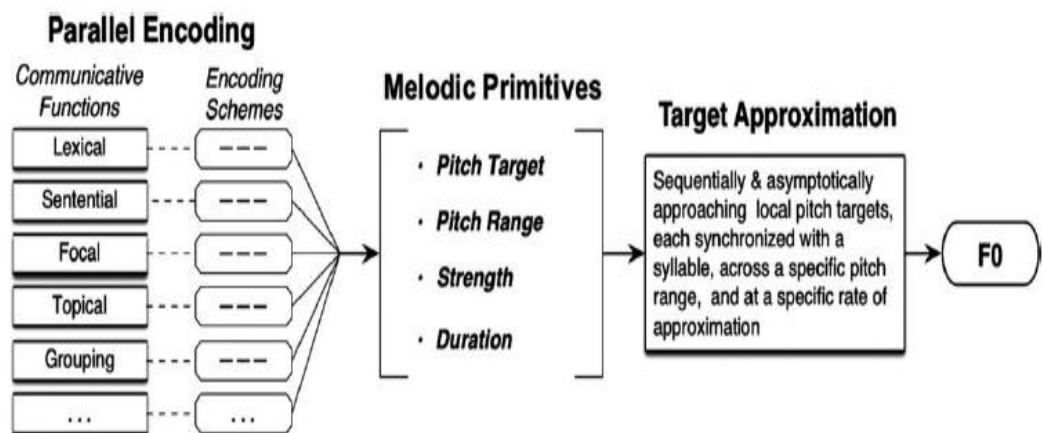 Parallel Encoding
Communicative
Functions
Encoding
Schemes
Lexical
---
Sentential
---
Focal
---
Topical
---
Grouping
---
...
...
Melodic Primitives
· Pitch Target
· Pitch Range
· Strength
· Duration
Target Approximation
Sequentially & asymptotically
approaching local pitch targets,
each synchronized with a
syllable, across a specific pitch
range, and at a specific rate of
approximation
F0